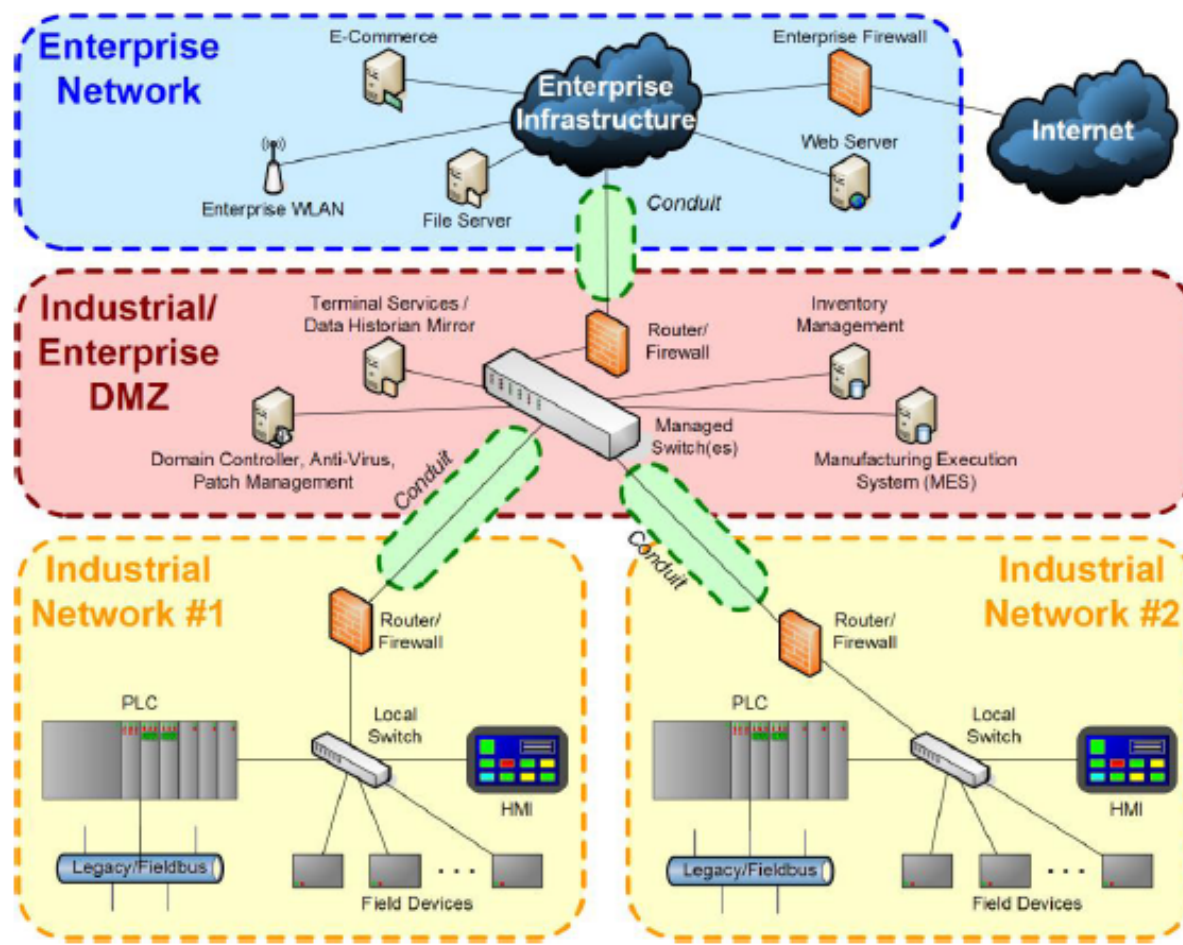 Enterprise
Network
E-Commerce
Enterprise
Infrastructure
Enterprise Firewall
Internet
Web Server
Enterprise WLAN
File Server
Conduit
Industrial/
Enterprise
DMZ
Terminal Services /
Data Historian Mirror
Router/
Firewall
Inventory
Management
Domain Controller, Anti-Virus,
Patch Management
Managed
Switch(es)
Manufacturing Execution
System (MES)
Conduit
Conduit
Industrial
Network #1
Router/
Firewall
PLC
Local
Switch
HMI
Legacy/Fieldbus
Field Devices
Industrial
Network #2
Router/
Firewall
PLC
Local
Switch
HMI
Legacy/Fieldbus
Field Devices